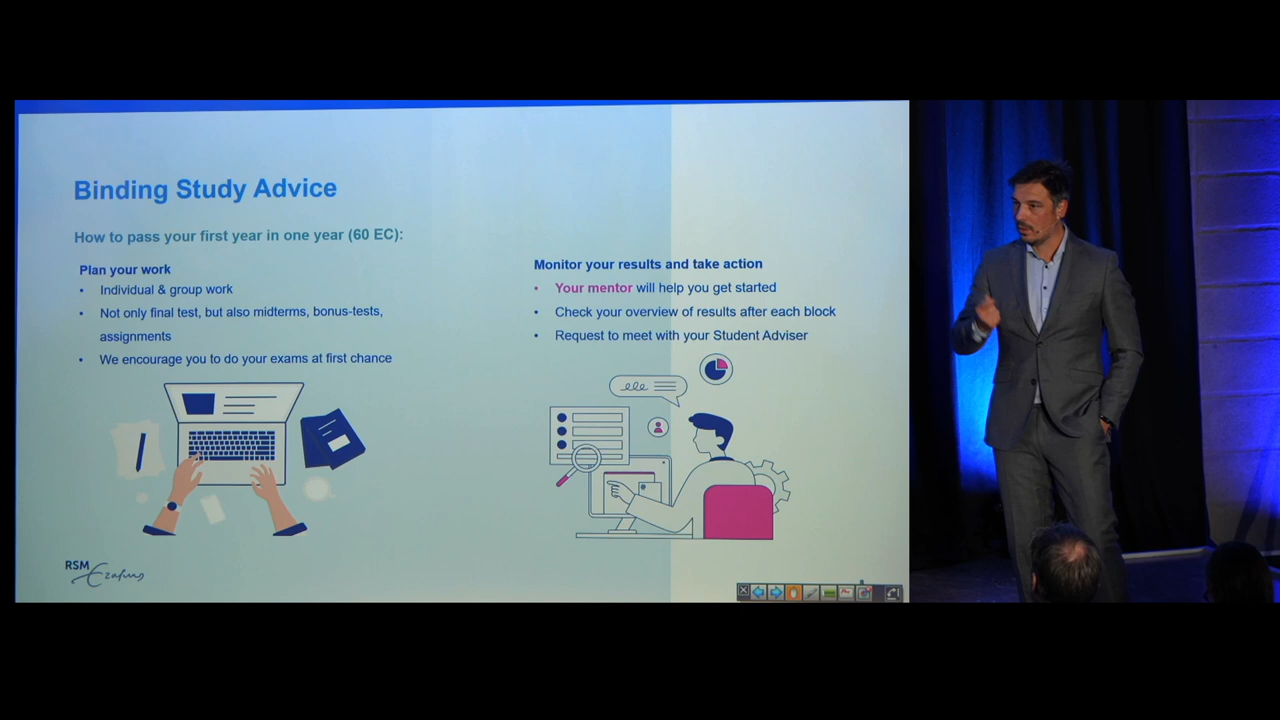 Binding Study Advice
How to pass your first year in one year (60 EC):
Plan your work
• Individual & group work
• Not only final test, but also midterms, bonus-tests,
assignments
• We encourage you to do your exams at first chance
Monitor your results and take action
• Your mentor will help you get started
• Check your overview of results after each block
• Request to meet with your Student Adviser
RSM
Erasmus